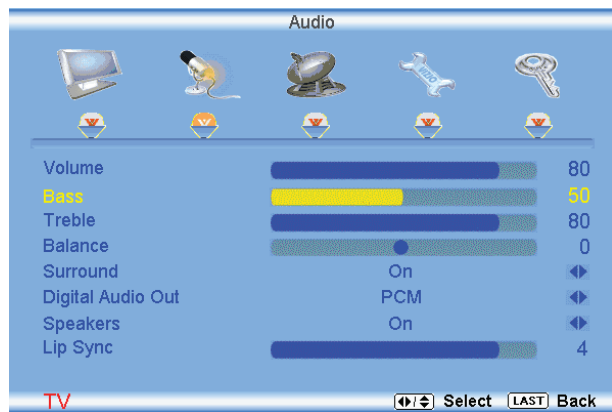 Audio
Volume 80
Bass 50
Treble 80
Balance 0
Surround On
Digital Audio Out PCM
Speakers On
Lip Sync 4
TV Select LAST Back